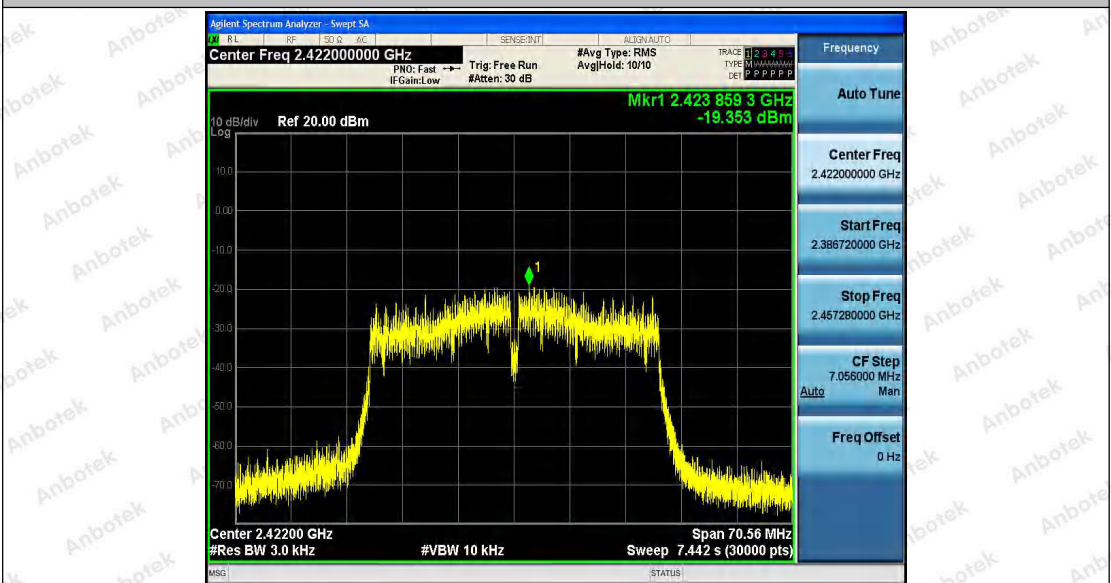 Agilent Spectrum Analyzer - Swept SA
RL RF 50 Ω AC SENSE:INT ALIGNAUTO
Center Freq 2.422000000 GHz
PNO: Fast
IFGain:Low
Trig: Free Run
#Atten: 30 dB
#Avg Type: RMS
Avg|Hold: 10/10
TRACE 1 2 3 4 5 6
TYPE M
DET P P P P P P
Mkr1 2.423 859 3 GHz
-19.353 dBm
10 dB/div Ref 20.00 dBm
Log
10.0
0.00
-10.0
-20.0
-30.0
-40.0
-50.0
-60.0
-70.0
1
Center 2.42200 GHz
Span 70.56 MHz
#Res BW 3.0 kHz
#VBW 10 kHz
Sweep 7.442 s (30000 pts)
MSG
STATUS
Frequency
Auto Tune
Center Freq
2.422000000 GHz
Start Freq
2.386720000 GHz
Stop Freq
2.457280000 GHz
CF Step
7.056000 MHz
Auto Man
Freq Offset
0 Hz
Anbotek